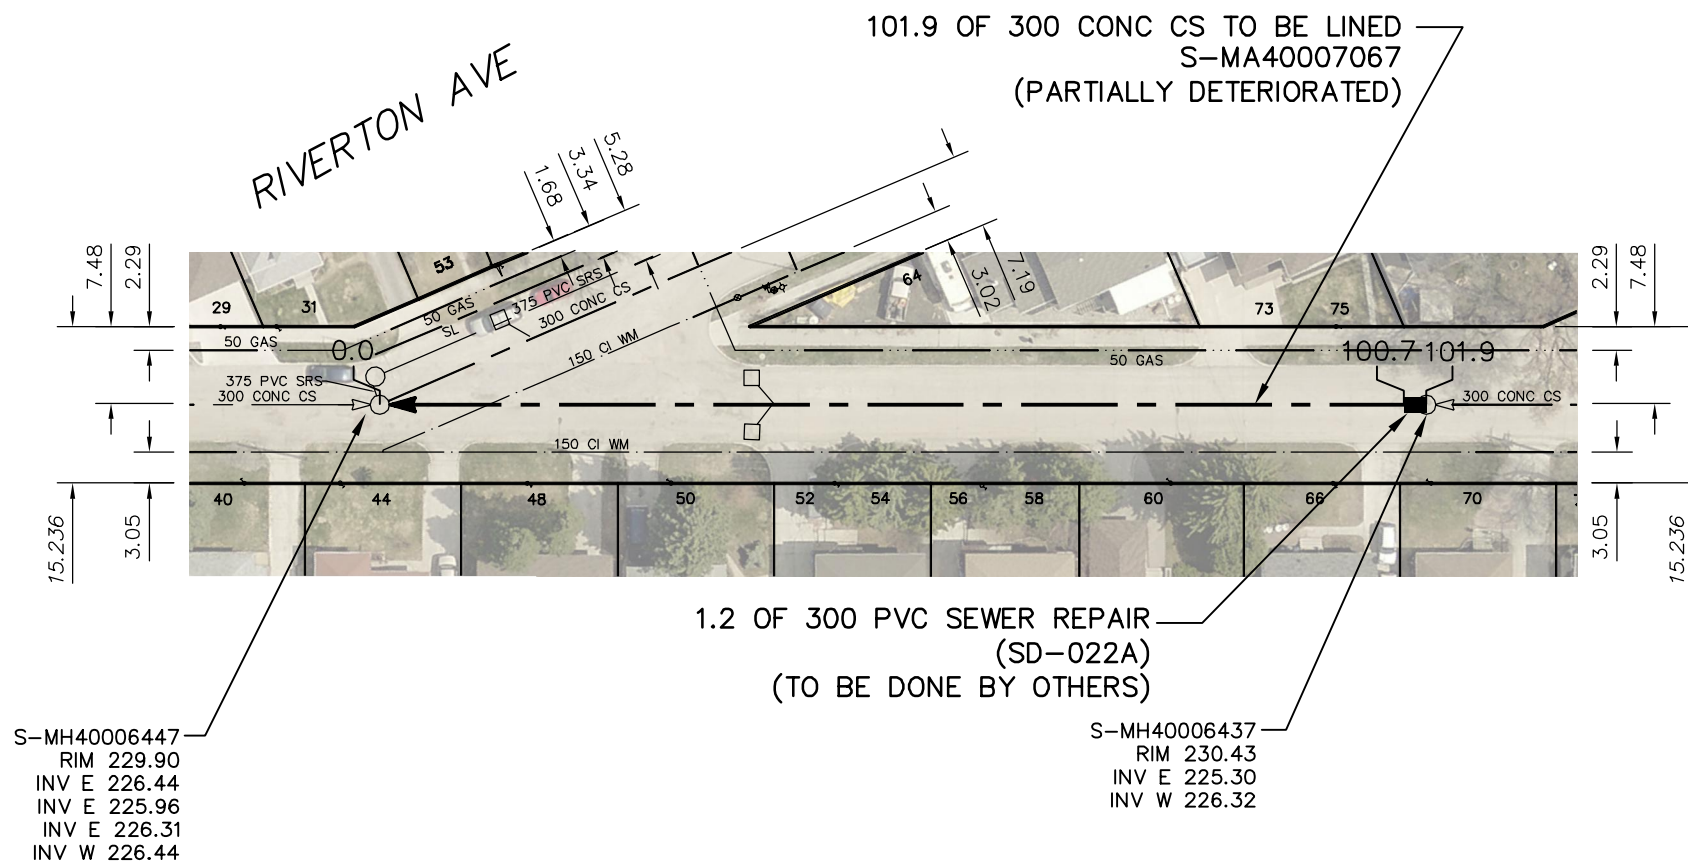 101.9 OF 300 CONC CS TO BE LINED
S-MA40007067
(PARTIALLY DETERIORATED)
RIVERTON AVE
1.68
3.34
5.28
7.48
2.29
2.29
7.48
53
64
3.02
7.19
29
31
73
75
50 GAS
SL
375 PVC SRS
300 CONC CS
50 GAS
0.0
150 CI WM
50 GAS
100.7
101.9
375 PVC SRS
300 CONC CS
300 CONC CS
150 CI WM
40
44
48
50
52
54
56
58
60
66
70
15.236
3.05
3.05
15.236
1.2 OF 300 PVC SEWER REPAIR
(SD-022A)
(TO BE DONE BY OTHERS)
S-MH40006447
RIM 229.90
INV E 226.44
INV E 225.96
INV E 226.31
INV W 226.44
S-MH40006437
RIM 230.43
INV E 225.30
INV W 226.32